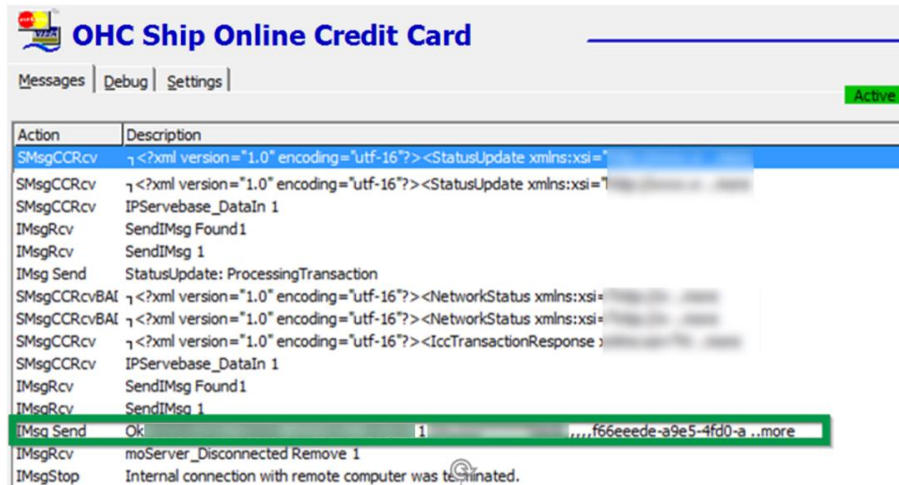 OHC Ship Online Credit Card
Messages Debug Settings
Active
Action Description
SMsgCCRcv ┐<?xml version="1.0" encoding="utf-16"?><StatusUpdate xmlns:xsi="
SMsgCCRcv ┐<?xml version="1.0" encoding="utf-16"?><StatusUpdate xmlns:xsi="
SMsgCCRcv IPServebase_DataIn 1
IMsgRcv SendIMsg Found1
IMsgRcv SendIMsg 1
IMsg Send StatusUpdate: ProcessingTransaction
SMsgCCRcvBAD ┐<?xml version="1.0" encoding="utf-16"?><NetworkStatus xmlns:xsi=
SMsgCCRcvBAD ┐<?xml version="1.0" encoding="utf-16"?><NetworkStatus xmlns:xsi=
SMsgCCRcv ┐<?xml version="1.0" encoding="utf-16"?><IccTransactionResponse
SMsgCCRcv IPServebase_DataIn 1
IMsgRcv SendIMsg Found1
IMsgRcv SendIMsg 1
IMsg Send Ok 1 ,,,,f66eeede-a9e5-4fd0-a ..more
IMsgRcv moServer_Disconnected Remove 1
IMsgStop Internal connection with remote computer was terminated.